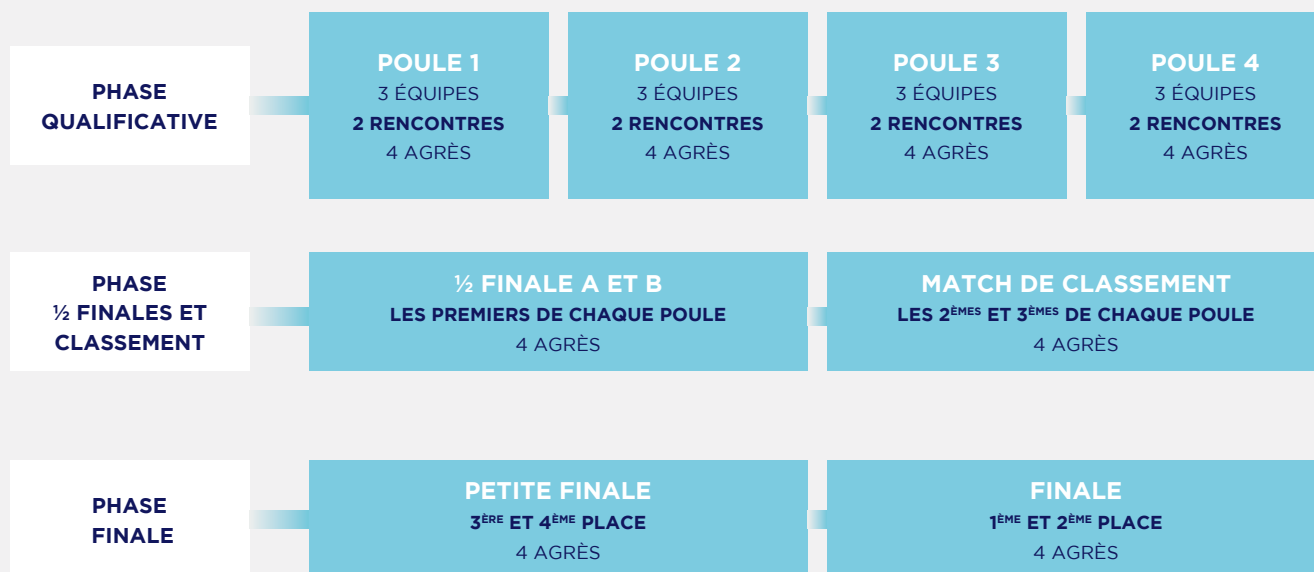 PHASE
QUALIFICATIVE
POULE 1
3 ÉQUIPES
2 RENCONTRES
4 AGRÈS
POULE 2
3 ÉQUIPES
2 RENCONTRES
4 AGRÈS
POULE 3
3 ÉQUIPES
2 RENCONTRES
4 AGRÈS
POULE 4
3 ÉQUIPES
2 RENCONTRES
4 AGRÈS
PHASE
½ FINALES ET
CLASSEMENT
½ FINALE A ET B
LES PREMIERS DE CHAQUE POULE
4 AGRÈS
MATCH DE CLASSEMENT
LES 2ÈMES ET 3ÈMES DE CHAQUE POULE
4 AGRÈS
PHASE
FINALE
PETITE FINALE
3ÈRE ET 4ÈME PLACE
4 AGRÈS
FINALE
1ÈME ET 2ÈME PLACE
4 AGRÈS